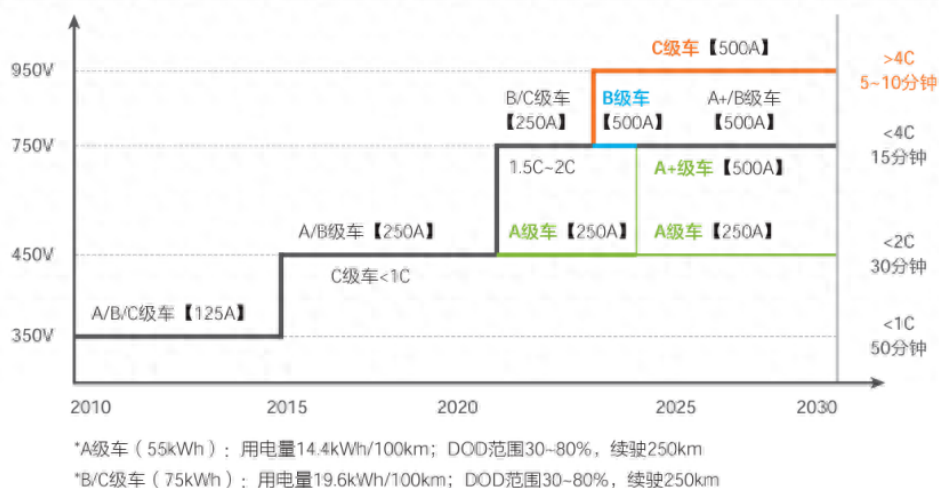 C级车【500A】
950V
>4C
5~10分钟
B/C级车
【250A】
B级车
【500A】
A+/B级车
【500A】
750V
<4C
15分钟
1.5C~2C
A+级车【500A】
A/B级车【250A】
A级车【250A】
A级车【250A】
450V
<2C
30分钟
C级车<1C
A/B/C级车【125A】
350V
<1C
50分钟
2010
2015
2020
2025
2030
*A级车（55kWh）：用电量14.4kWh/100km；DOD范围30~80%，续驶250km
*B/C级车（75kWh）：用电量19.6kWh/100km；DOD范围30~80%，续驶250km